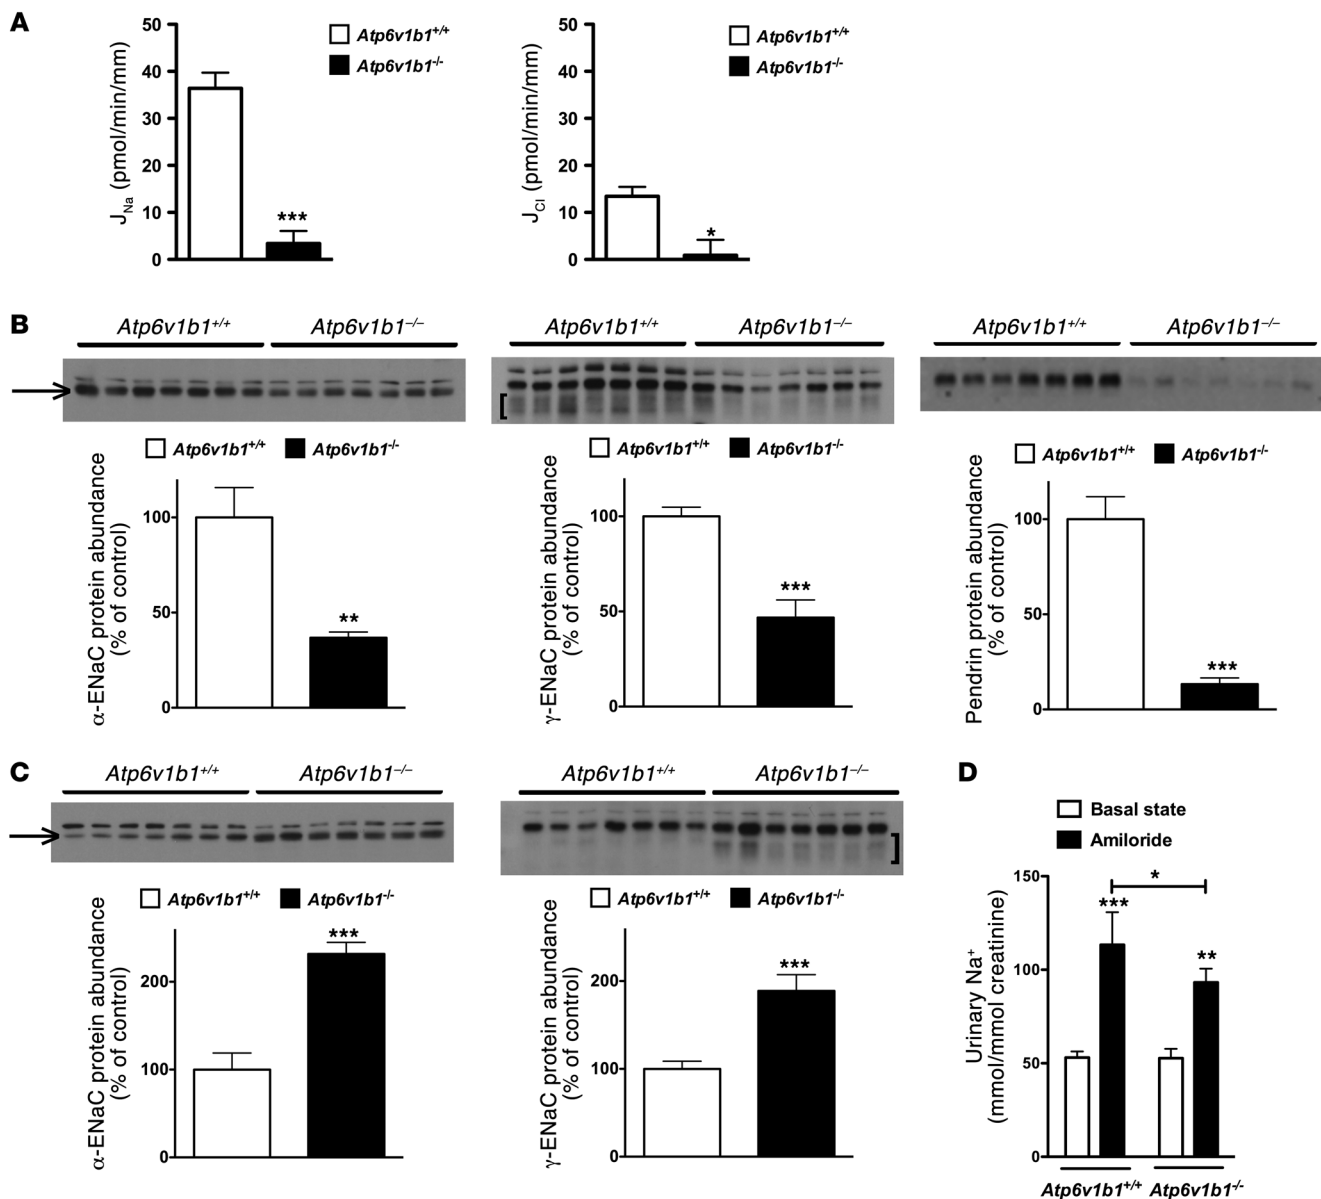 A
50
40
30
20
10
0
J_Na (pmol/min/mm)
Atp6v1b1+/+
Atp6v1b1-/-
***
50
40
30
20
10
0
J_Cl (pmol/min/mm)
Atp6v1b1+/+
Atp6v1b1-/-
*
B
Atp6v1b1+/+ Atp6v1b1–/–
Atp6v1b1+/+ Atp6v1b1-/-
α-ENaC protein abundance
(% of control)
100
50
0
**
Atp6v1b1+/+ Atp6v1b1–/–
Atp6v1b1+/+ Atp6v1b1-/-
γ-ENaC protein abundance
(% of control)
100
50
0
***
Atp6v1b1+/+ Atp6v1b1–/–
Atp6v1b1+/+ Atp6v1b1-/-
Pendrin protein abundance
(% of control)
100
50
0
***
C
Atp6v1b1+/+ Atp6v1b1–/–
Atp6v1b1+/+ Atp6v1b1-/-
α-ENaC protein abundance
(% of control)
200
100
0
***
Atp6v1b1+/+ Atp6v1b1–/–
Atp6v1b1+/+ Atp6v1b1-/-
γ-ENaC protein abundance
(% of control)
200
100
0
***
D
Basal state
Amiloride
Urinary Na+
(mmol/mmol creatinine)
150
100
50
0
*
***
**
Atp6v1b1+/+ Atp6v1b1-/-